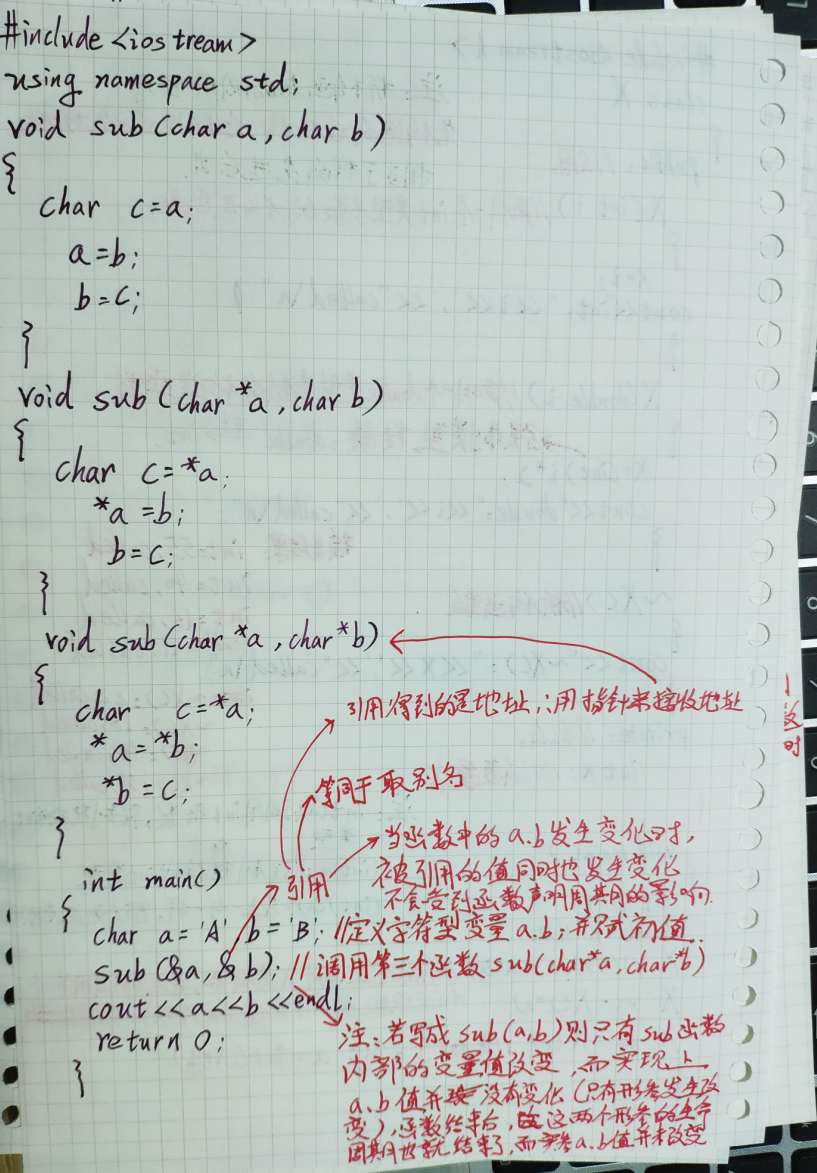 #include <iostream>
using namespace std;
void sub (char a, char b)
{
char c=a;
a=b;
b=c;
}
void sub (char *a, char b)
{
char c=*a;
*a =b;
b=c;
}
void sub (char *a, char *b)
{
引用得到的是地址,∴用指针来接收地址
char c=*a;
*a=*b;
等同于取别名
*b = c;
当函数中的a.b发生变化时,
}
被引用的值同时也发生变化
int main()
引用
不会受到函数声明周其月的影响.
{
char a= 'A' b = 'B'; //定义字符型变量a.b;并赋初值
sub (&a,&b); //调用第三个函数 sub(char*a, char*b)
cout<<a<<b<<endl;
注:若写成 sub(a,b) 则只有sub函数
return 0;
内部的变量值改变,而实现上
}
a.b值并没有变化(只有形参发生改
变),函数结束后,这两个形参的生命
周期也就结束了,而实参a.b值并未改变